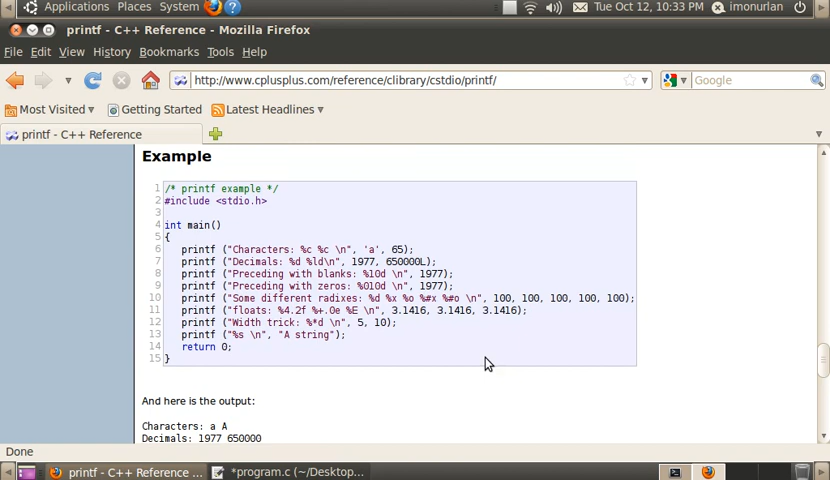 Applications Places System ? Tue Oct 12, 10:33 PM imonurlan
printf - C++ Reference - Mozilla Firefox
File Edit View History Bookmarks Tools Help
http://www.cplusplus.com/reference/clibrary/cstdio/printf/ Google
Most Visited Getting Started Latest Headlines
printf - C++ Reference
Example
1 /* printf example */
2 #include <stdio.h>
3
4 int main()
5 {
6 printf ("Characters: %c %c \n", 'a', 65);
7 printf ("Decimals: %d %ld\n", 1977, 650000L);
8 printf ("Preceding with blanks: %10d \n", 1977);
9 printf ("Preceding with zeros: %010d \n", 1977);
10 printf ("Some different radixes: %d %x %o %#x %#o \n", 100, 100, 100, 100, 100);
11 printf ("floats: %4.2f %+.0e %E \n", 3.1416, 3.1416, 3.1416);
12 printf ("Width trick: %*d \n", 5, 10);
13 printf ("%s \n", "A string");
14 return 0;
15 }
And here is the output:
Characters: a A
Decimals: 1977 650000
Done
printf - C++ Reference ... *program.c (~/Desktop...